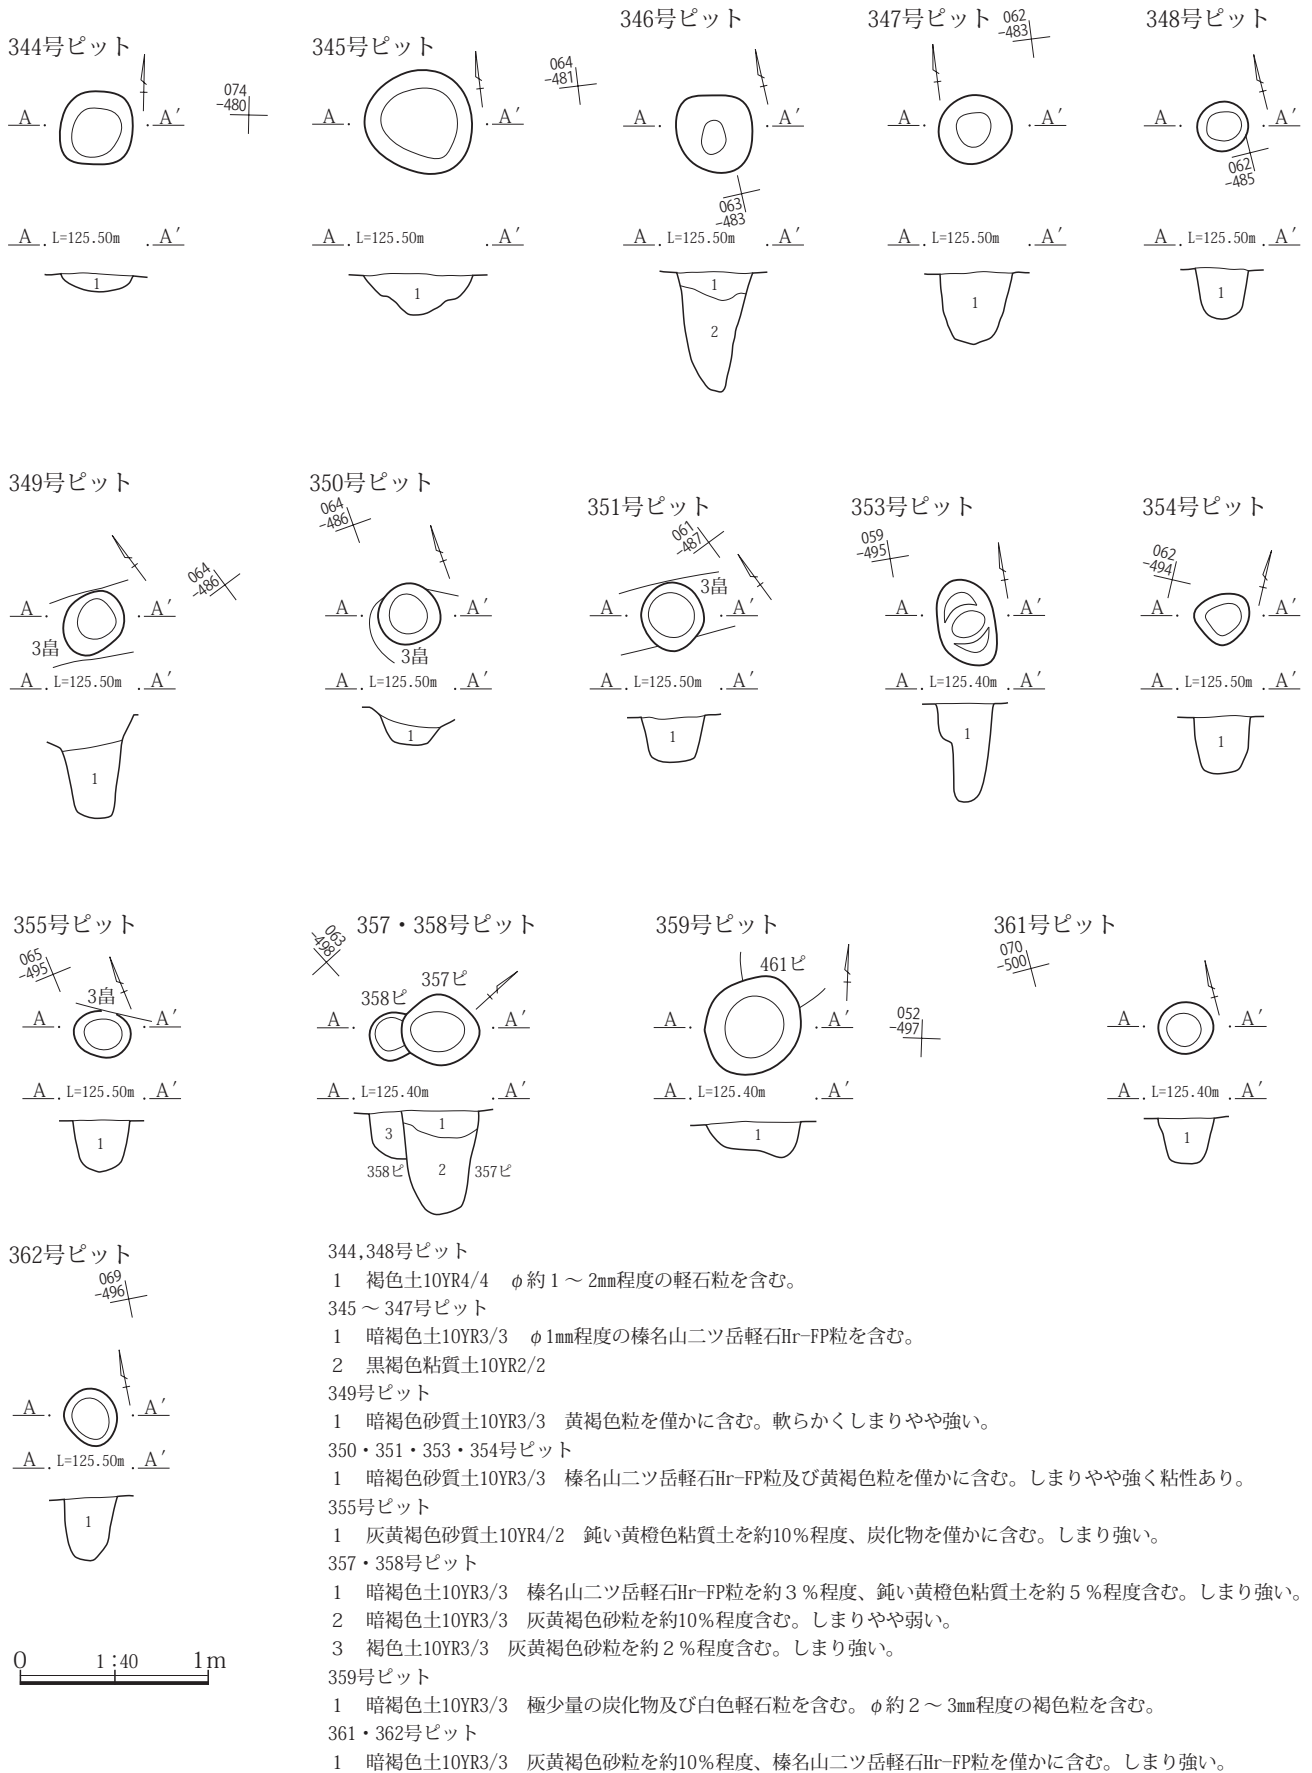 344号ピット
074
-480
A
A′
A
L=125.50m
A′
1
345号ピット
064
-481
A
A′
A
L=125.50m
A′
1
346号ピット
A
A′
063
-483
A
L=125.50m
A′
1
2
347号ピット
062
-483
A
A′
A
L=125.50m
A′
1
348号ピット
A
A′
062
-485
A
L=125.50m
A′
1
349号ピット
064
-486
A
A′
3畠
A
L=125.50m
A′
1
350号ピット
064
-486
A
A′
3畠
A
L=125.50m
A′
1
351号ピット
061
-487
3畠
A
A′
A
L=125.50m
A′
1
353号ピット
059
-495
A
A′
A
L=125.40m
A′
1
354号ピット
062
-494
A
A′
A
L=125.50m
A′
1
355号ピット
065
-495
3畠
A
A′
A
L=125.50m
A′
1
357・358号ピット
063
-498
357ピ
358ピ
A
A′
A
L=125.40m
A′
1
3
2
358ピ
357ピ
359号ピット
461ピ
052
-497
A
A′
A
L=125.40m
A′
1
361号ピット
070
-500
A
A′
A
L=125.40m
A′
1
362号ピット
069
-496
A
A′
A
L=125.50m
A′
1
0 1:40 1m
344,348号ピット
1 褐色土10YR4/4 φ約1～2㎜程度の軽石粒を含む。
345～347号ピット
1 暗褐色土10YR3/3 φ1㎜程度の榛名山二ツ岳軽石Hr-FP粒を含む。
2 黒褐色粘質土10YR2/2
349号ピット
1 暗褐色砂質土10YR3/3 黄褐色粒を僅かに含む。軟らかくしまりやや強い。
350・351・353・354号ピット
1 暗褐色砂質土10YR3/3 榛名山二ツ岳軽石Hr-FP粒及び黄褐色粒を僅かに含む。しまりやや強く粘性あり。
355号ピット
1 灰黄褐色砂質土10YR4/2 鈍い黄橙色粘質土を約10％程度、炭化物を僅かに含む。しまり強い。
357・358号ピット
1 暗褐色土10YR3/3 榛名山二ツ岳軽石Hr-FP粒を約3％程度、鈍い黄橙色粘質土を約5％程度含む。しまり強い。
2 暗褐色土10YR3/3 灰黄褐色砂粒を約10％程度含む。しまりやや弱い。
3 褐色土10YR3/3 灰黄褐色砂粒を約2％程度含む。しまり強い。
359号ピット
1 暗褐色土10YR3/3 極少量の炭化物及び白色軽石粒を含む。φ約2～3㎜程度の褐色粒を含む。
361・362号ピット
1 暗褐色土10YR3/3 灰黄褐色砂粒を約10％程度、榛名山二ツ岳軽石Hr-FP粒を僅かに含む。しまり強い。